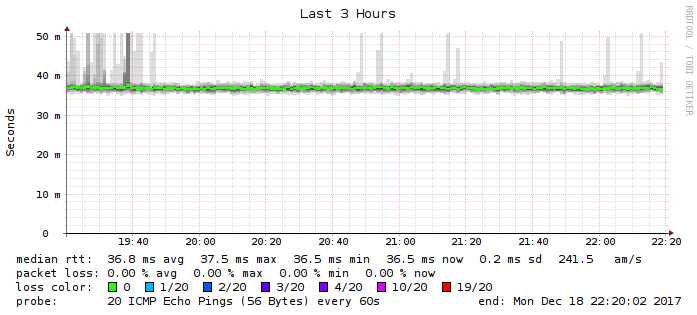 Last 3 Hours
RRDTOOL / TOBI OETIKER
Seconds
50 m
40 m
30 m
20 m
10 m
0
19:40 20:00 20:20 20:40 21:00 21:20 21:40 22:00 22:20
median rtt: 36.8 ms avg 37.5 ms max 36.5 ms min 36.5 ms now 0.2 ms sd 241.5 am/s
packet loss: 0.00 % avg 0.00 % max 0.00 % min 0.00 % now
loss color: 0 1/20 2/20 3/20 4/20 10/20 19/20
probe: 20 ICMP Echo Pings (56 Bytes) every 60s end: Mon Dec 18 22:20:02 2017